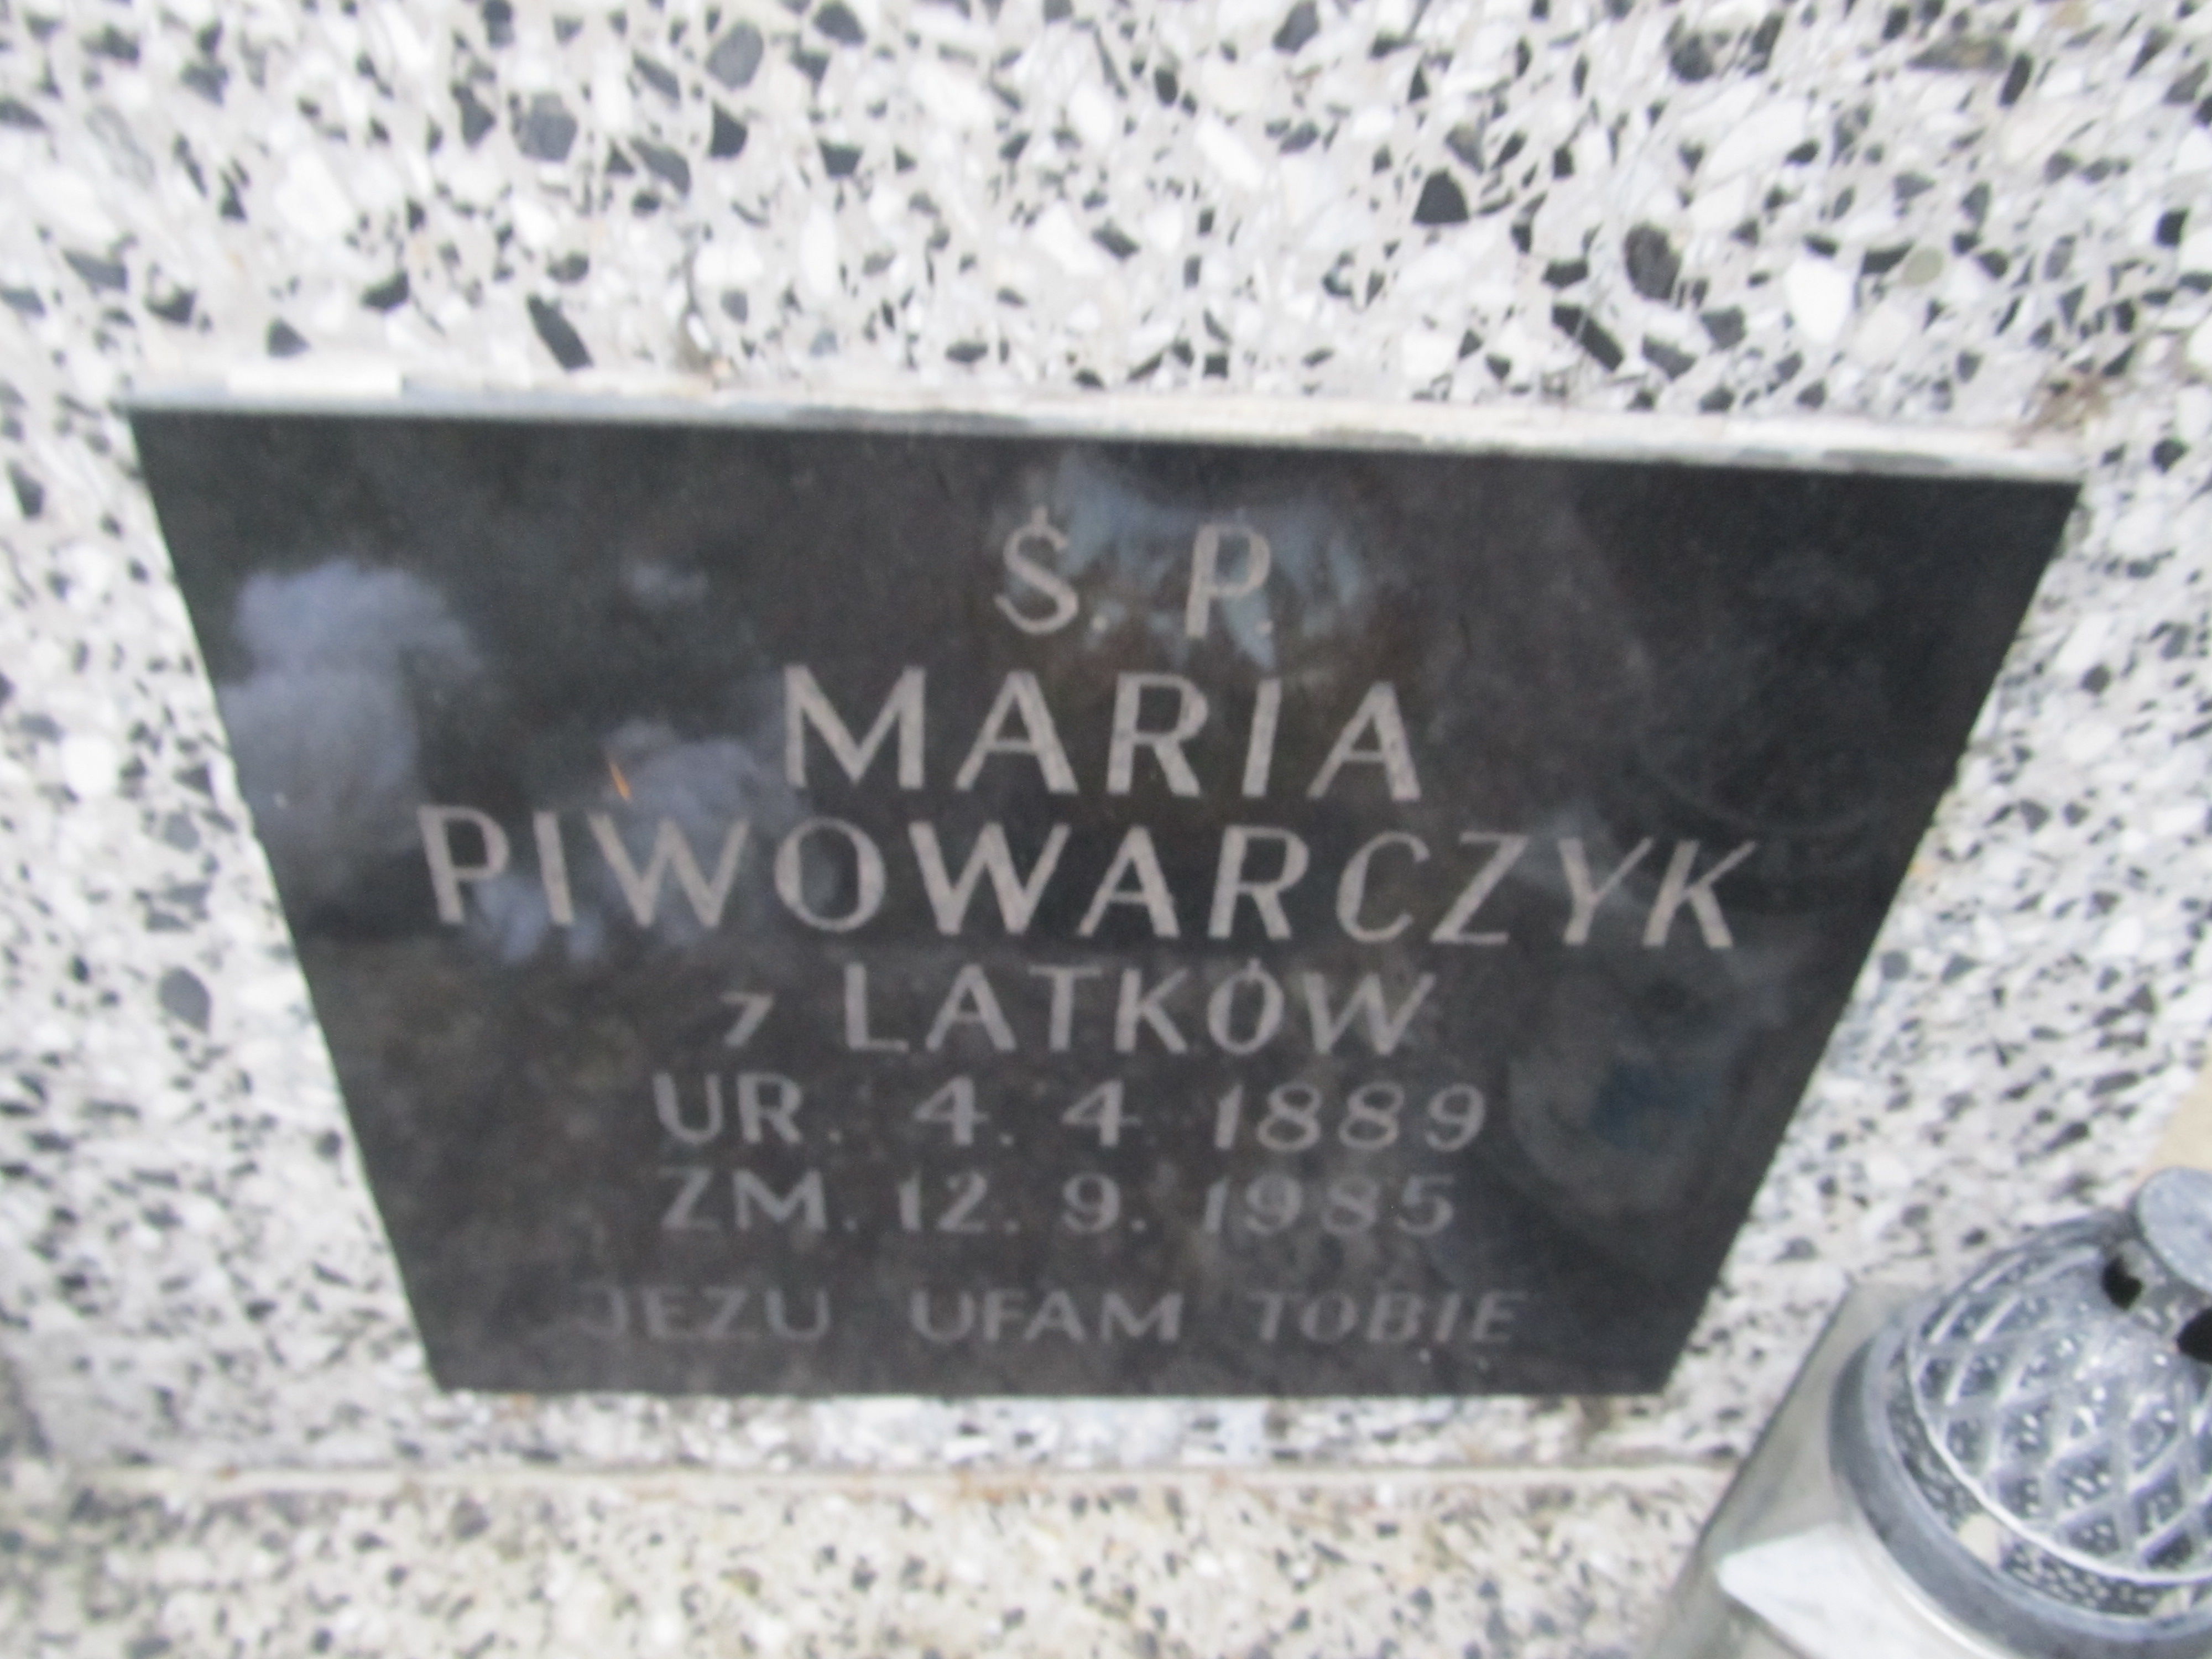 Ś. P.
MARIA
PIWOWARCZYK
z LATKÓW
UR. 4. 4. 1889
ZM. 12. 9. 1985
JEZU UFAM TOBIE